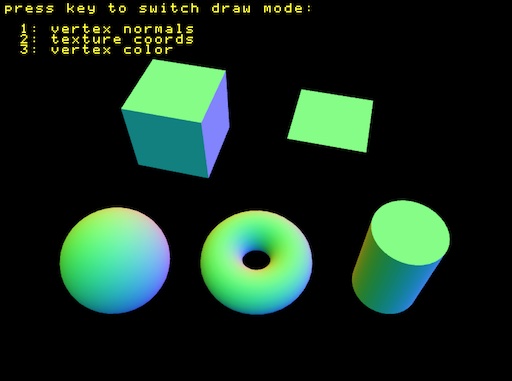 press key to switch draw mode:
1: vertex normals
2: texture coords
3: vertex color